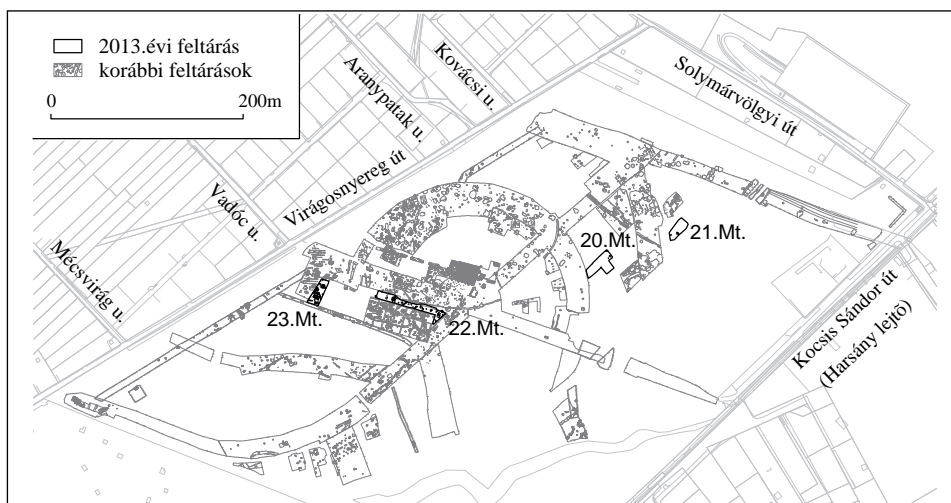 2013.évi feltárás
korábbi feltárások
0 200m
Kovácsi u.
Aranypatak u.
Solymárvölgyi út
Virágosnyereg út
Vadóc u.
Mécsvirág u.
20.Mt.
21.Mt.
23.Mt.
22.Mt.
Kocsis Sándor út
(Harsány lejtő)